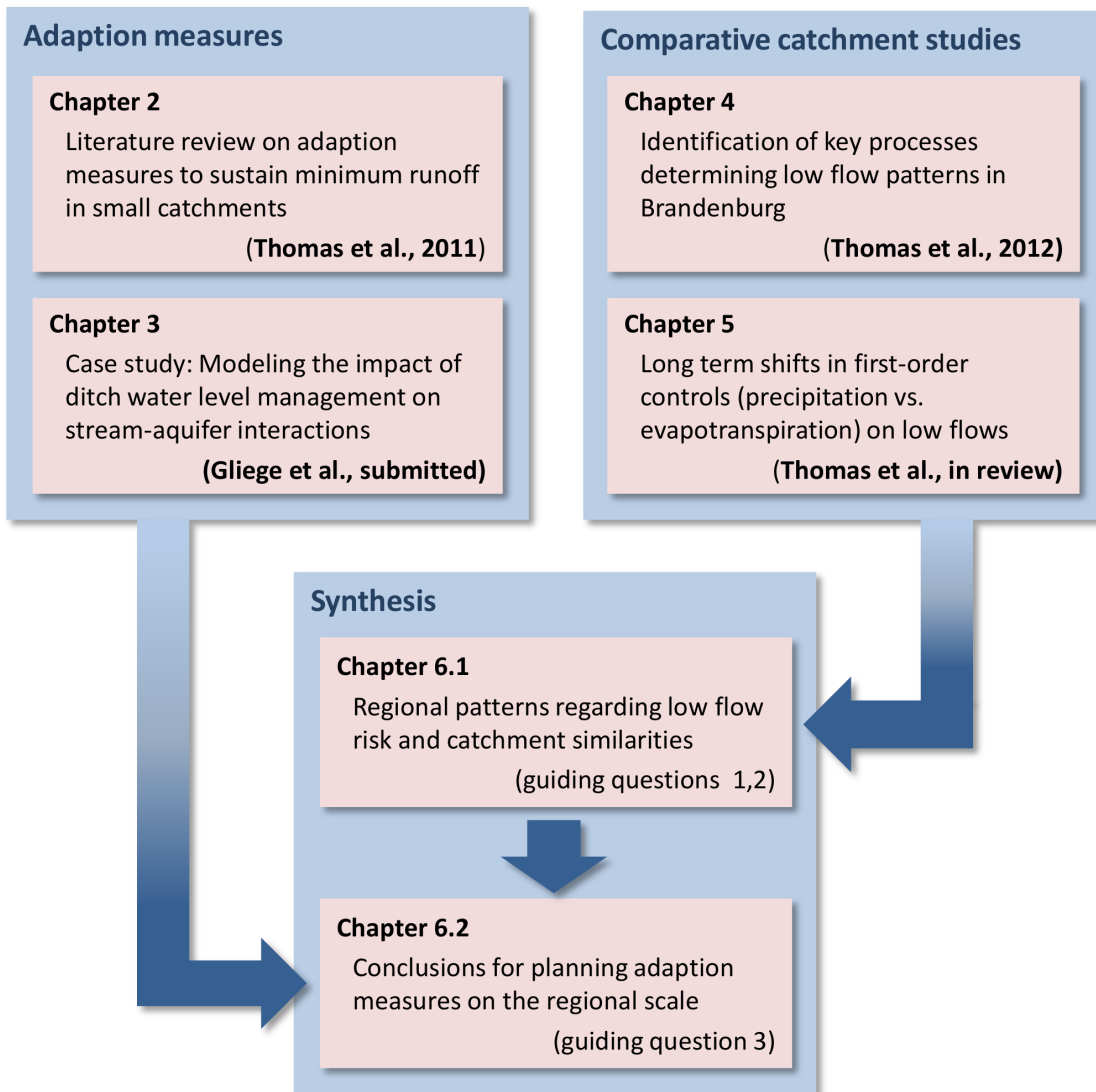 Adaption measures
Chapter 2
Literature review on adaption
measures to sustain minimum runoff
in small catchments
(Thomas et al., 2011)
Chapter 3
Case study: Modeling the impact of
ditch water level management on
stream-aquifer interactions
(Gliege et al., submitted)
Comparative catchment studies
Chapter 4
Identification of key processes
determining low flow patterns in
Brandenburg
(Thomas et al., 2012)
Chapter 5
Long term shifts in first-order
controls (precipitation vs.
evapotranspiration) on low flows
(Thomas et al., in review)
Synthesis
Chapter 6.1
Regional patterns regarding low flow
risk and catchment similarities
(guiding questions 1,2)
Chapter 6.2
Conclusions for planning adaption
measures on the regional scale
(guiding question 3)